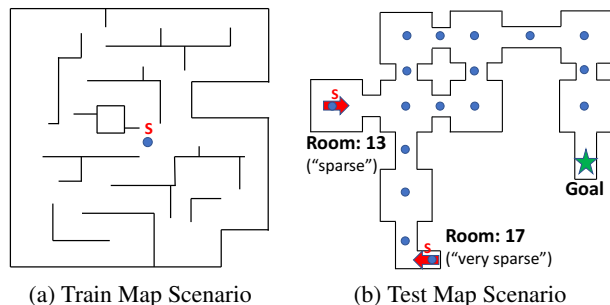 S
S
Room: 13
("sparse")
Goal
Room: 17
S
("very sparse")
(a) Train Map Scenario
(b) Test Map Scenario